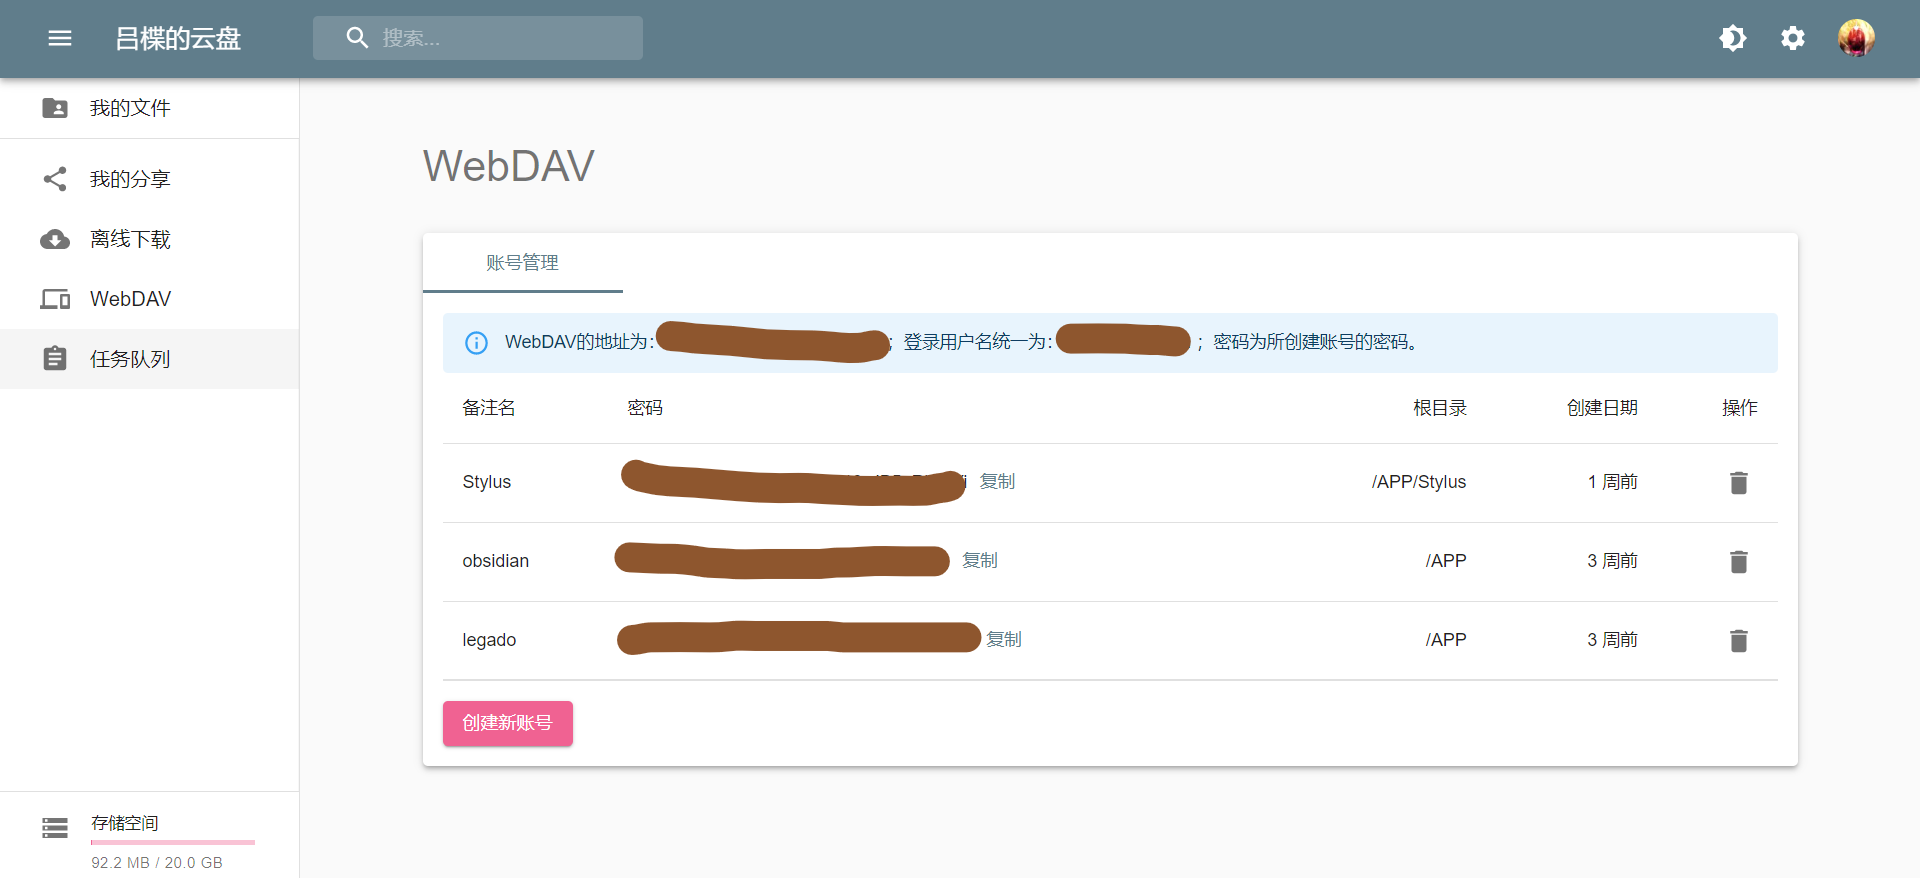 吕楪的云盘
搜索...
我的文件
我的分享
离线下载
WebDAV
任务队列
存储空间
92.2 MB / 20.0 GB
WebDAV
账号管理
WebDAV的地址为: ; 登录用户名统一为: ; 密码为所创建账号的密码。
备注名 密码 根目录 创建日期 操作
Stylus 复制 /APP/Stylus 1 周前
obsidian 复制 /APP 3 周前
legado 复制 /APP 3 周前
创建新账号